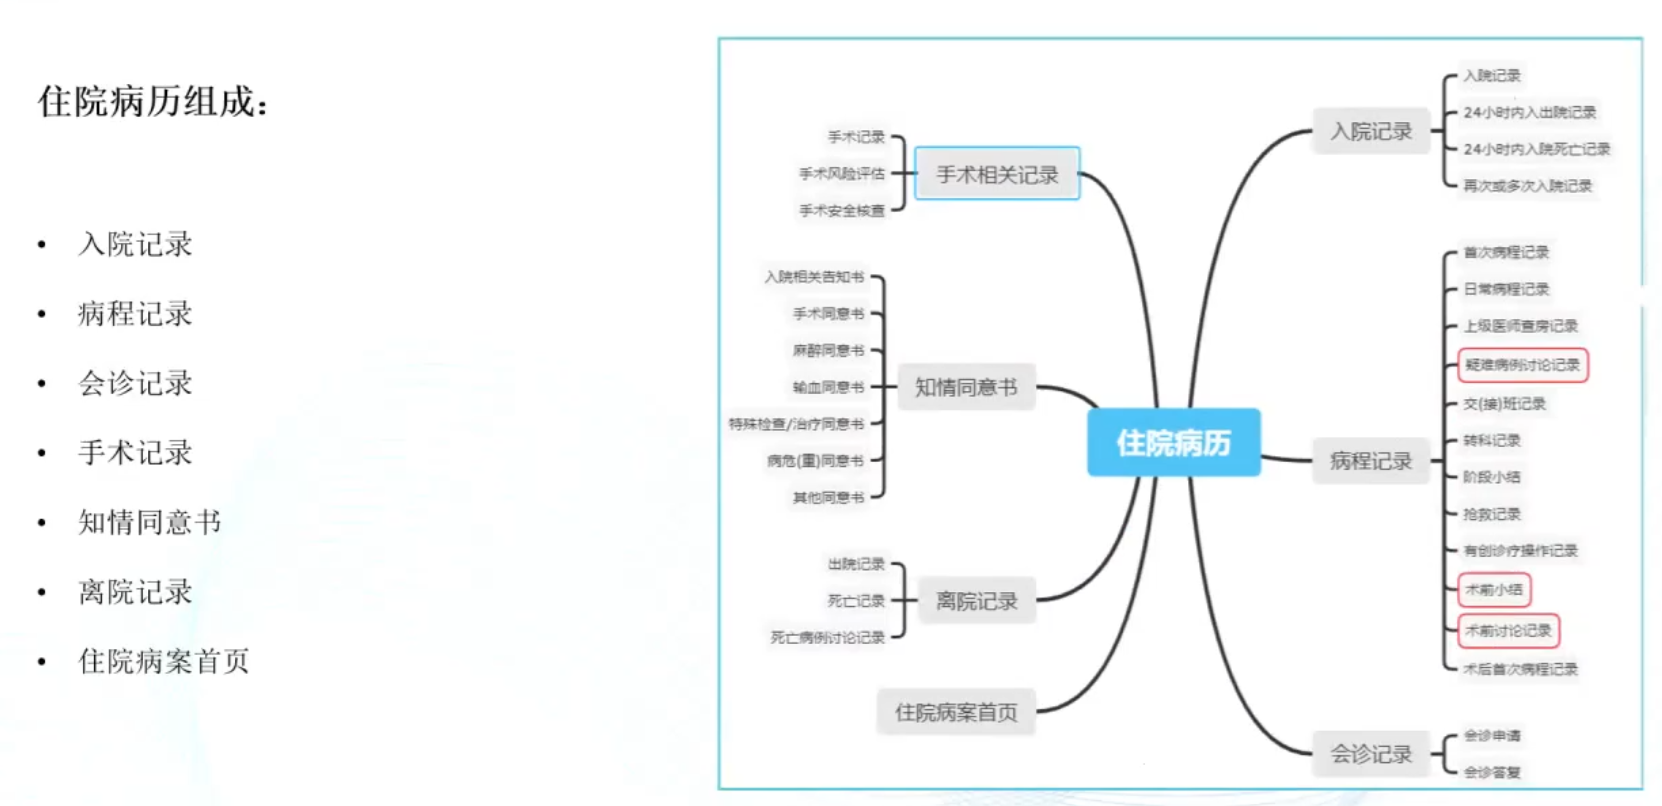 住院病历组成：
• 入院记录
• 病程记录
• 会诊记录
• 手术记录
• 知情同意书
• 离院记录
• 住院病案首页
住院病历
手术相关记录
手术记录
手术风险评估
手术安全核查
知情同意书
入院相关告知书
手术同意书
麻醉同意书
输血同意书
特殊检查/治疗同意书
病危(重)同意书
其他同意书
离院记录
出院记录
死亡记录
死亡病例讨论记录
住院病案首页
入院记录
入院记录
24小时内入出院记录
24小时内入院死亡记录
再次或多次入院记录
病程记录
首次病程记录
日常病程记录
上级医师查房记录
疑难病例讨论记录
交(接)班记录
转科记录
阶段小结
抢救记录
有创诊疗操作记录
术前小结
术前讨论记录
术后首次病程记录
会诊记录
会诊申请
会诊答复